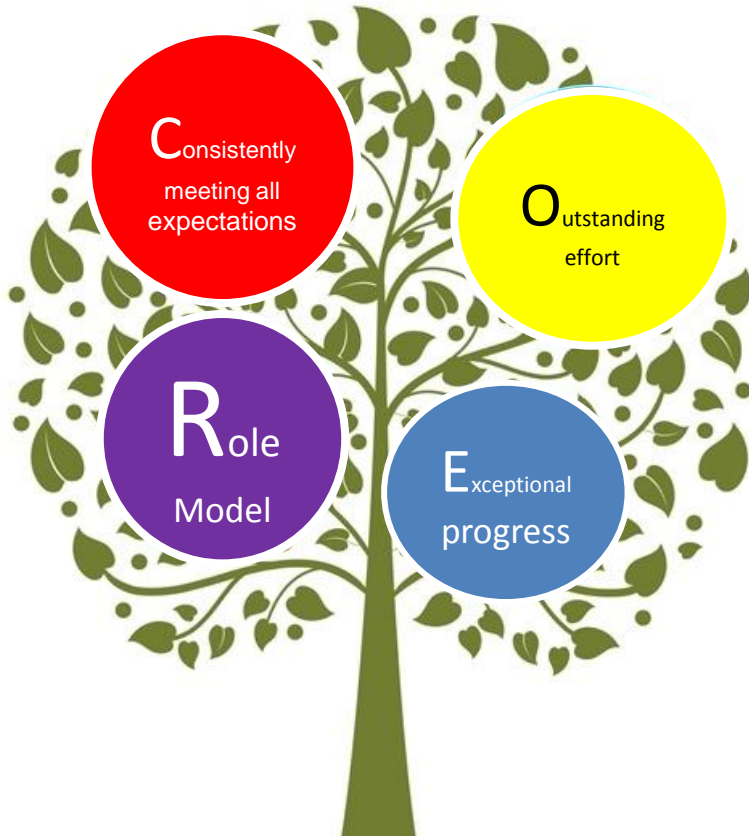 Consistently
meeting all
expectations
Outstanding
effort
Role
Model
Exceptional
progress